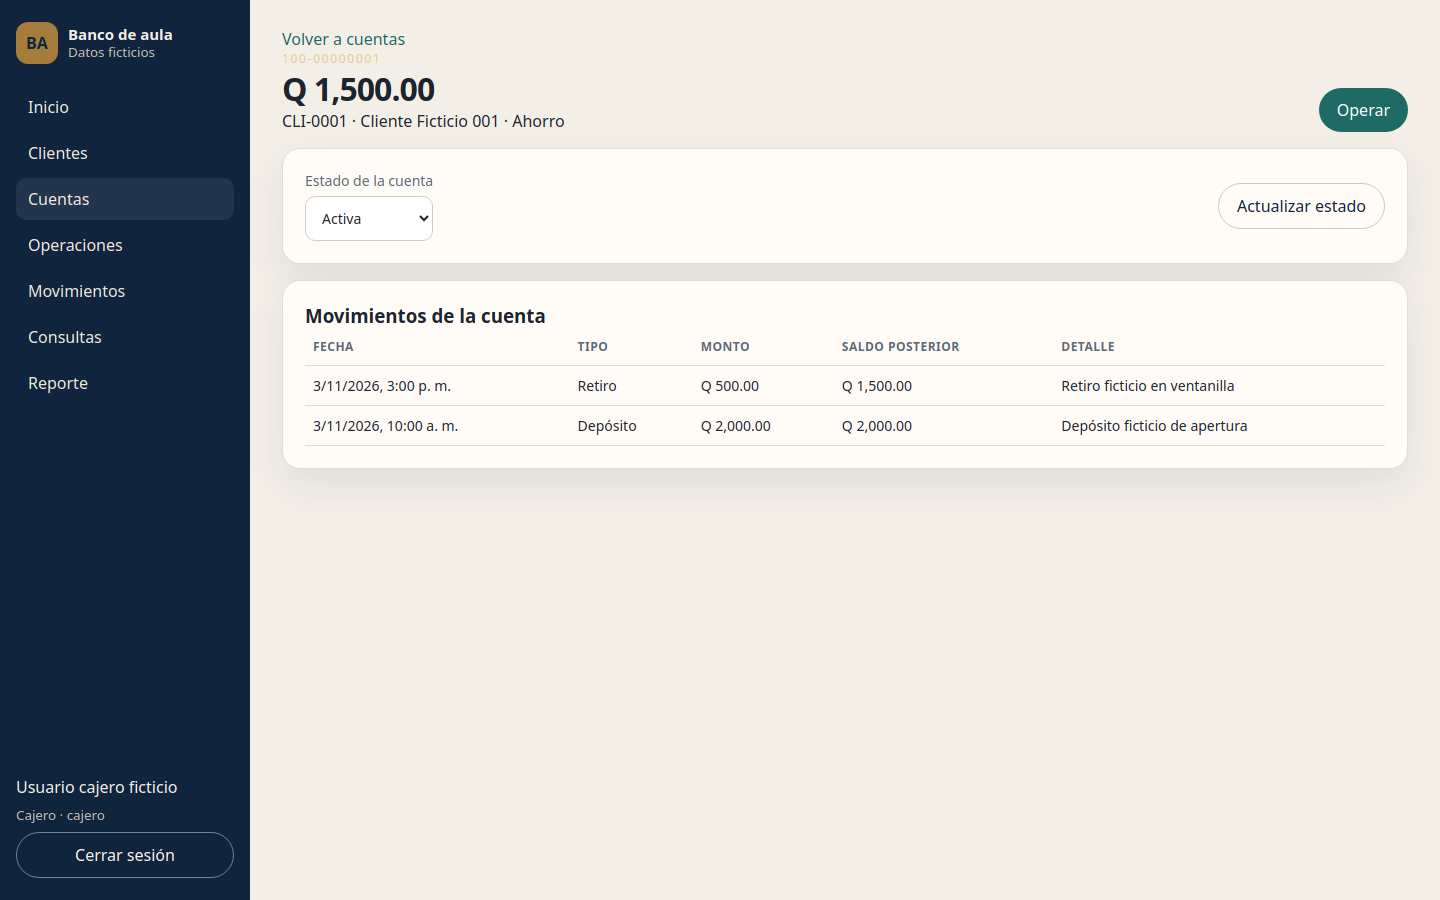 BA
Banco de aula
Datos ficticios
Inicio
Clientes
Cuentas
Operaciones
Movimientos
Consultas
Reporte
Usuario cajero ficticio
Cajero · cajero
Cerrar sesión
Volver a cuentas
100-00000001
Q 1,500.00
CLI-0001 · Cliente Ficticio 001 · Ahorro
Operar
Estado de la cuenta
Activa
Actualizar estado
Movimientos de la cuenta
FECHA TIPO MONTO SALDO POSTERIOR DETALLE
3/11/2026, 3:00 p. m. Retiro Q 500.00 Q 1,500.00 Retiro ficticio en ventanilla
3/11/2026, 10:00 a. m. Depósito Q 2,000.00 Q 2,000.00 Depósito ficticio de apertura